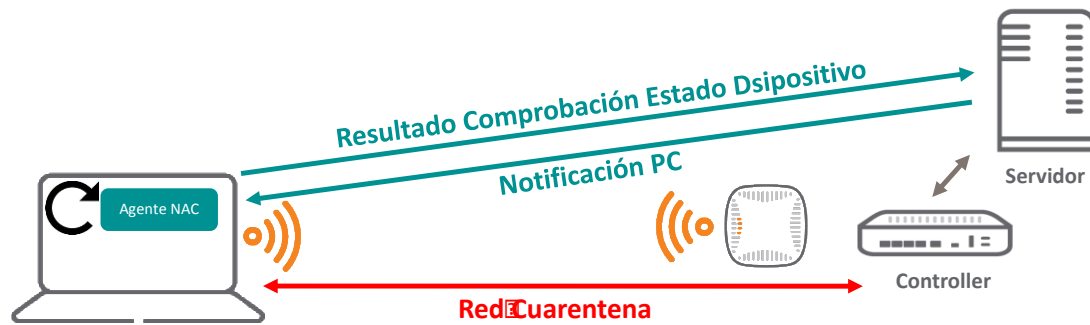 Resultado Comprobación Estado Dsipositivo
Notificación PC
Servidor
Agente NAC
Controller
Red Cuarentena